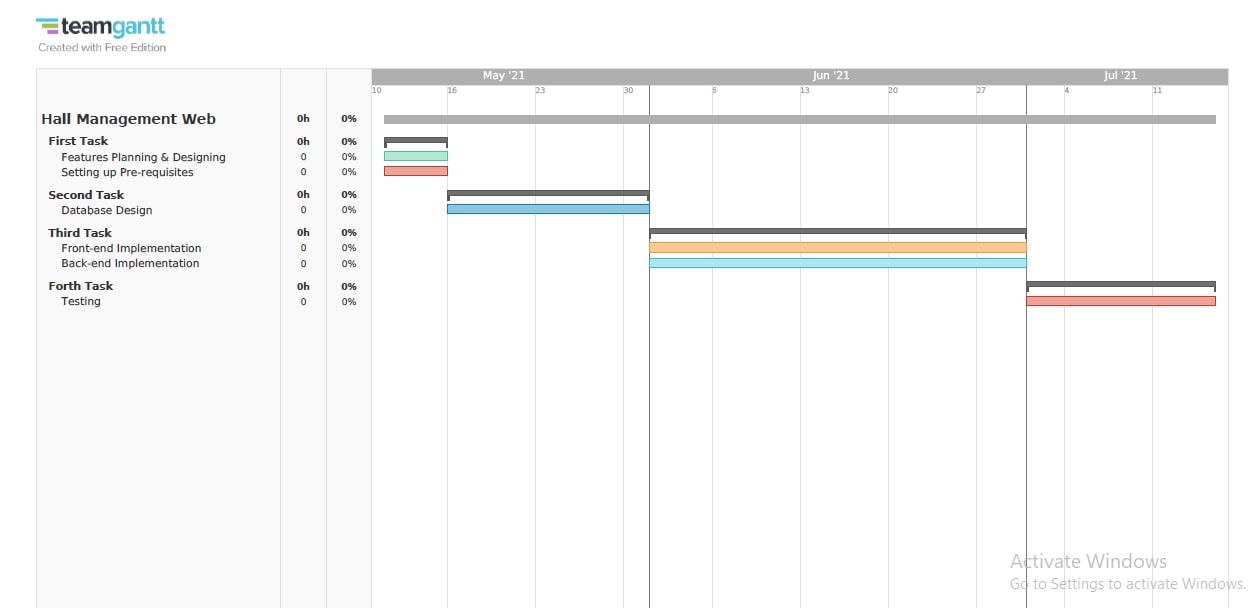 teamgantt
Created with Free Edition
May '21 Jun '21 Jul '21
10 16 23 30 5 13 20 27 4 11
Hall Management Web 0h 0%
First Task 0h 0%
Features Planning & Designing 0 0%
Setting up Pre-requisites 0 0%
Second Task 0h 0%
Database Design 0 0%
Third Task 0h 0%
Front-end Implementation 0 0%
Back-end Implementation 0 0%
Forth Task 0h 0%
Testing 0 0%
Activate Windows
Go to Settings to activate Windows.